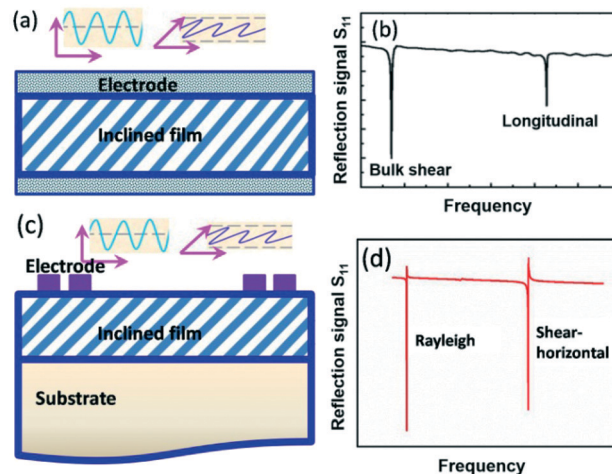 (a)
Electrode
Inclined film
(b)
Reflection signal S11
Bulk shear
Longitudinal
Frequency
(c)
Electrode
Inclined film
Substrate
(d)
Reflection signal S11
Rayleigh
Shear-
horizontal
Frequency